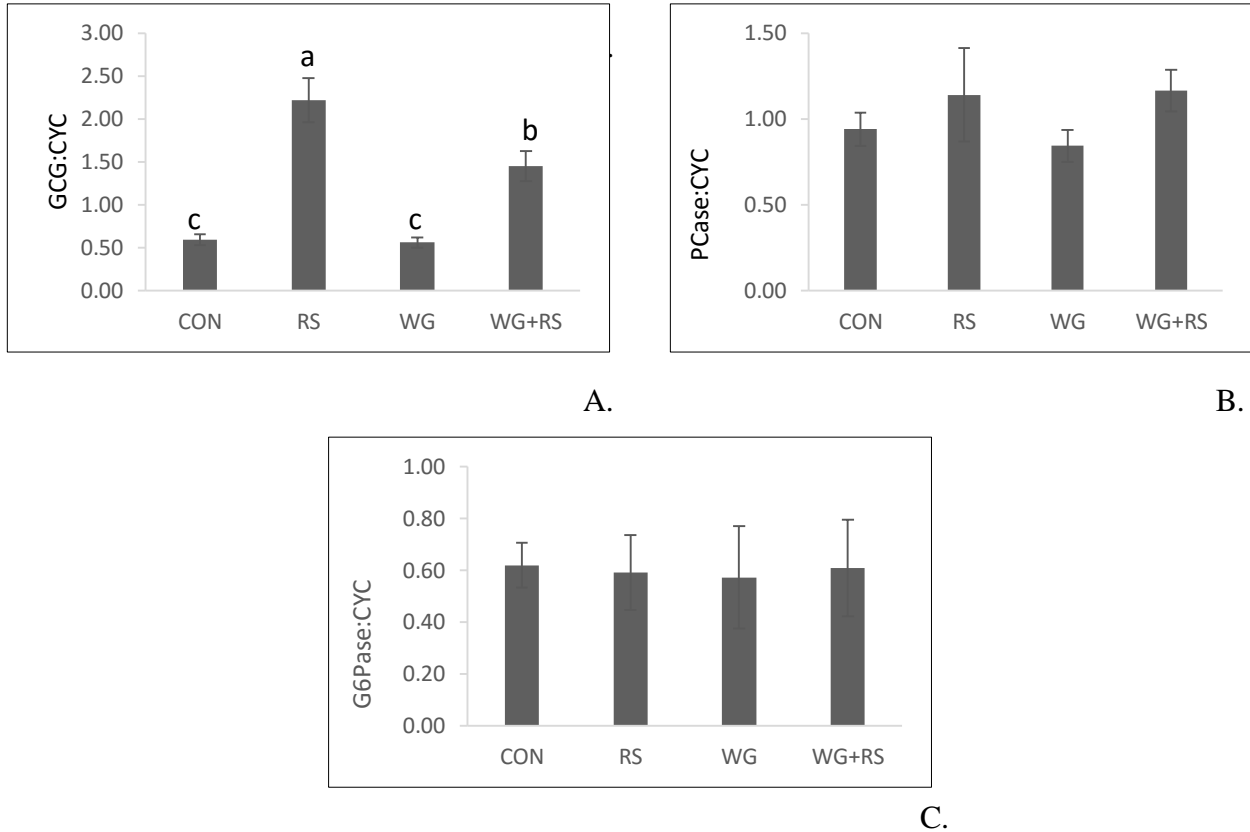 3.00
2.50
2.00
1.50
1.00
0.50
0.00
GCG:CYC
c
a
c
b
CON RS WG WG+RS
A.
1.50
1.00
0.50
0.00
PCase:CYC
CON RS WG WG+RS
B.
1.00
0.80
0.60
0.40
0.20
0.00
G6Pase:CYC
CON RS WG WG+RS
C.